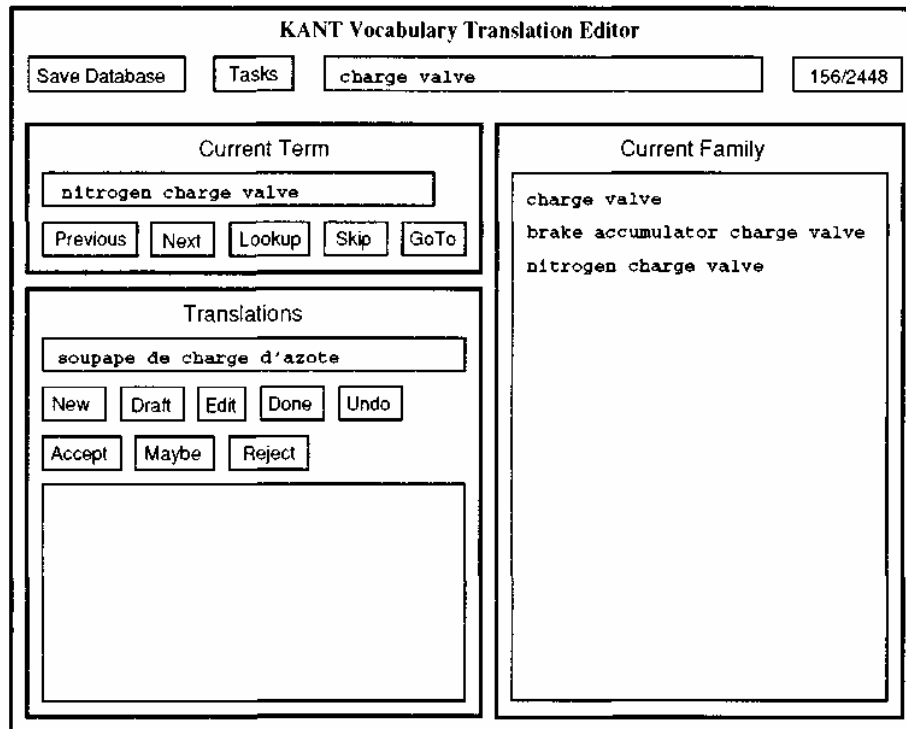 KANT Vocabulary Translation Editor
Save Database Tasks charge valve 156/2448
Current Term
nitrogen charge valve
Previous Next Lookup Skip GoTo
Translations
soupape de charge d'azote
New Draft Edit Done Undo
Accept Maybe Reject
Current Family
charge valve
brake accumulator charge valve
nitrogen charge valve